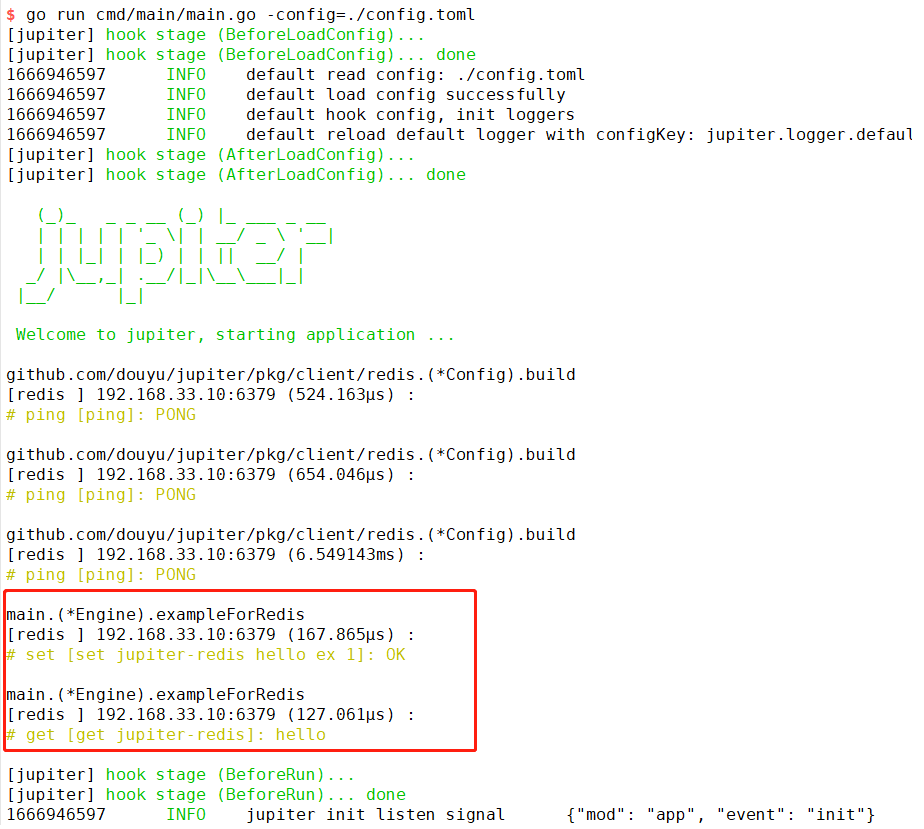 $ go run cmd/main/main.go -config=./config.toml
[jupiter] hook stage (BeforeLoadConfig)...
[jupiter] hook stage (BeforeLoadConfig)... done
1666946597      INFO    default read config: ./config.toml
1666946597      INFO    default load config successfully
1666946597      INFO    default hook config, init loggers
1666946597      INFO    default reload default logger with configKey: jupiter.logger.defaul
[jupiter] hook stage (AfterLoadConfig)...
[jupiter] hook stage (AfterLoadConfig)... done
   (_)_   _ _ __ (_) |_ ___ _ __
   | | | | | '_ \| | __/ _ \ '__|
   | | |_| | |_) | | ||  __/ |
  _/ |\__,_| .__/|_|\__\___|_|
 |__/      |_|
 Welcome to jupiter, starting application ...
github.com/douyu/jupiter/pkg/client/redis.(*Config).build
[redis ] 192.168.33.10:6379 (524.163µs) :
# ping [ping]: PONG
github.com/douyu/jupiter/pkg/client/redis.(*Config).build
[redis ] 192.168.33.10:6379 (654.046µs) :
# ping [ping]: PONG
github.com/douyu/jupiter/pkg/client/redis.(*Config).build
[redis ] 192.168.33.10:6379 (6.549143ms) :
# ping [ping]: PONG
main.(*Engine).exampleForRedis
[redis ] 192.168.33.10:6379 (167.865µs) :
# set [set jupiter-redis hello ex 1]: OK
main.(*Engine).exampleForRedis
[redis ] 192.168.33.10:6379 (127.061µs) :
# get [get jupiter-redis]: hello
[jupiter] hook stage (BeforeRun)...
[jupiter] hook stage (BeforeRun)... done
1666946597      INFO    jupiter init listen signal      {"mod": "app", "event": "init"}